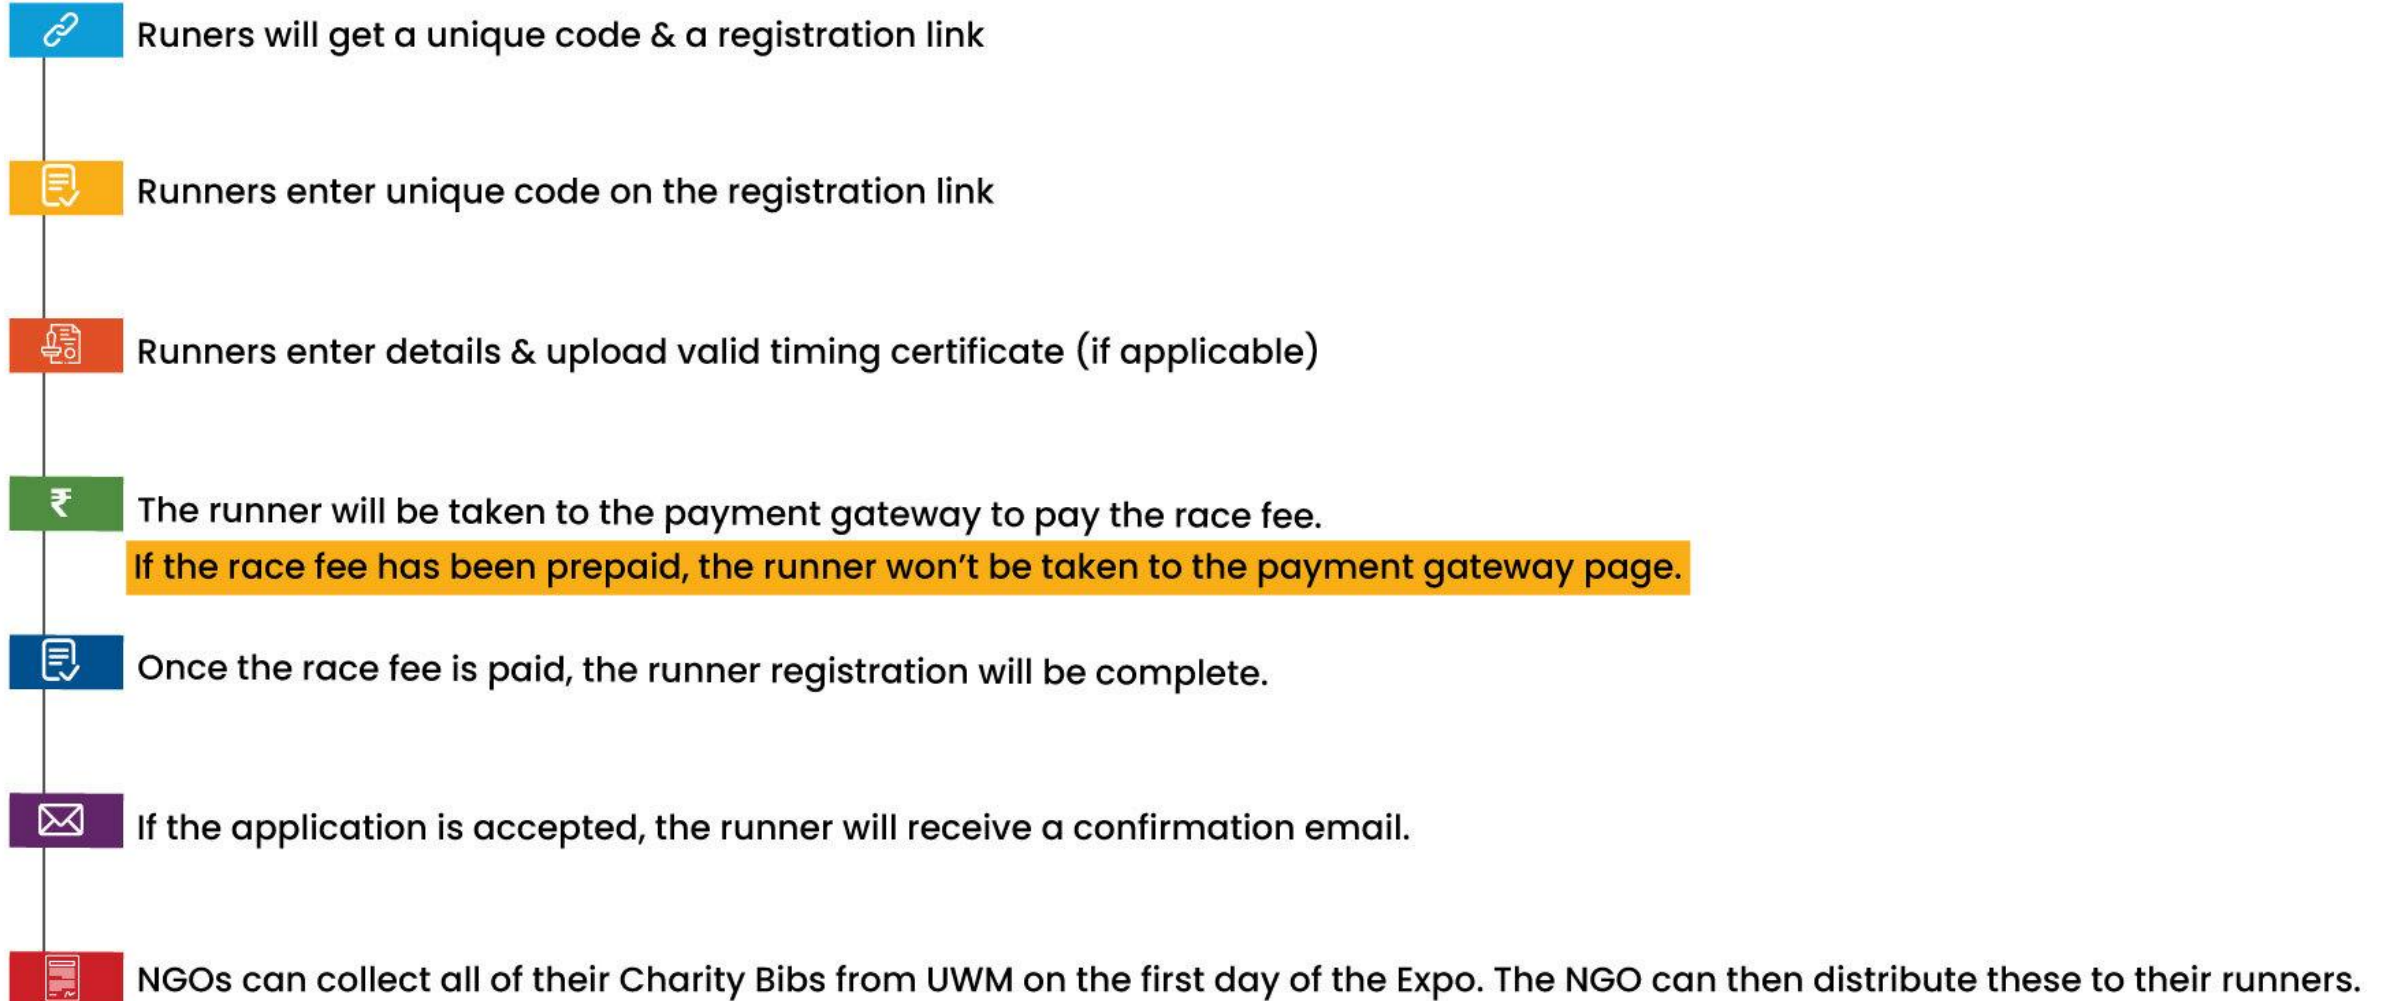 Runers will get a unique code & a registration link
Runners enter unique code on the registration link
Runners enter details & upload valid timing certificate (if applicable)
₹
The runner will be taken to the payment gateway to pay the race fee.
If the race fee has been prepaid, the runner won't be taken to the payment gateway page.
Once the race fee is paid, the runner registration will be complete.
If the application is accepted, the runner will receive a confirmation email.
NGOs can collect all of their Charity Bibs from UWM on the first day of the Expo. The NGO can then distribute these to their runners.